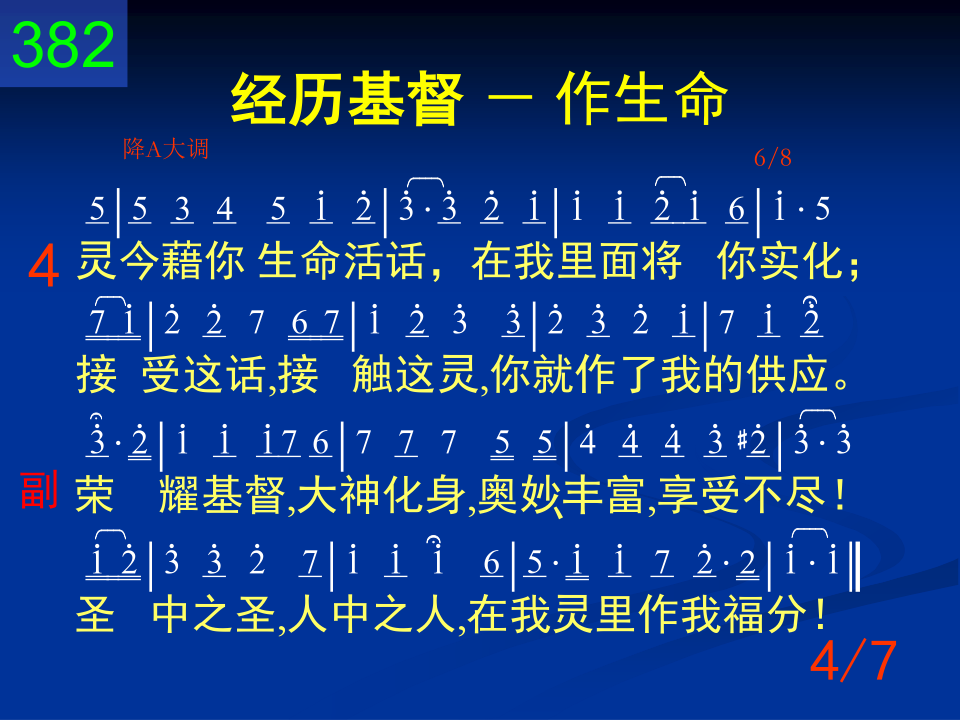 382
经历基督 － 作生命
降A大调 6/8
5 | 5 3 4 5 i̇ 2̇ | 3̇ · 3̇ 2̇ 1̇ | 1̇ 1̇ 2̇ 1̇ 6 | 1̇ · 5
4 灵今藉你 生命活话，在我里面将 你实化；
7 1̇ | 2̇ 2̇ 7 6 7 | 1̇ 2̇ 3̇ 3̇ | 2̇ 3̇ 2̇ 1̇ | 7 1̇ 2̇
接 受这话,接 触这灵,你就作了我的供应。
3̇ · 2̇ | 1̇ 1̇ 1̇ 7 6 | 7 7 7 5 5 | 4̇ 4̇ 4̇ 3̇ #2̇ | 3̇ · 3̇
副 荣 耀基督,大神化身,奥妙、丰富,享受不尽！
1̇ 2̇ | 3̇ 3̇ 2̇ 7 | 1̇ 1̇ 1̇ 6 | 5 · 1̇ 1̇ 7 2̇ · 2 | 1̇ · 1̇ ‖
圣 中之圣,人中之人,在我灵里作我福分！
4/7